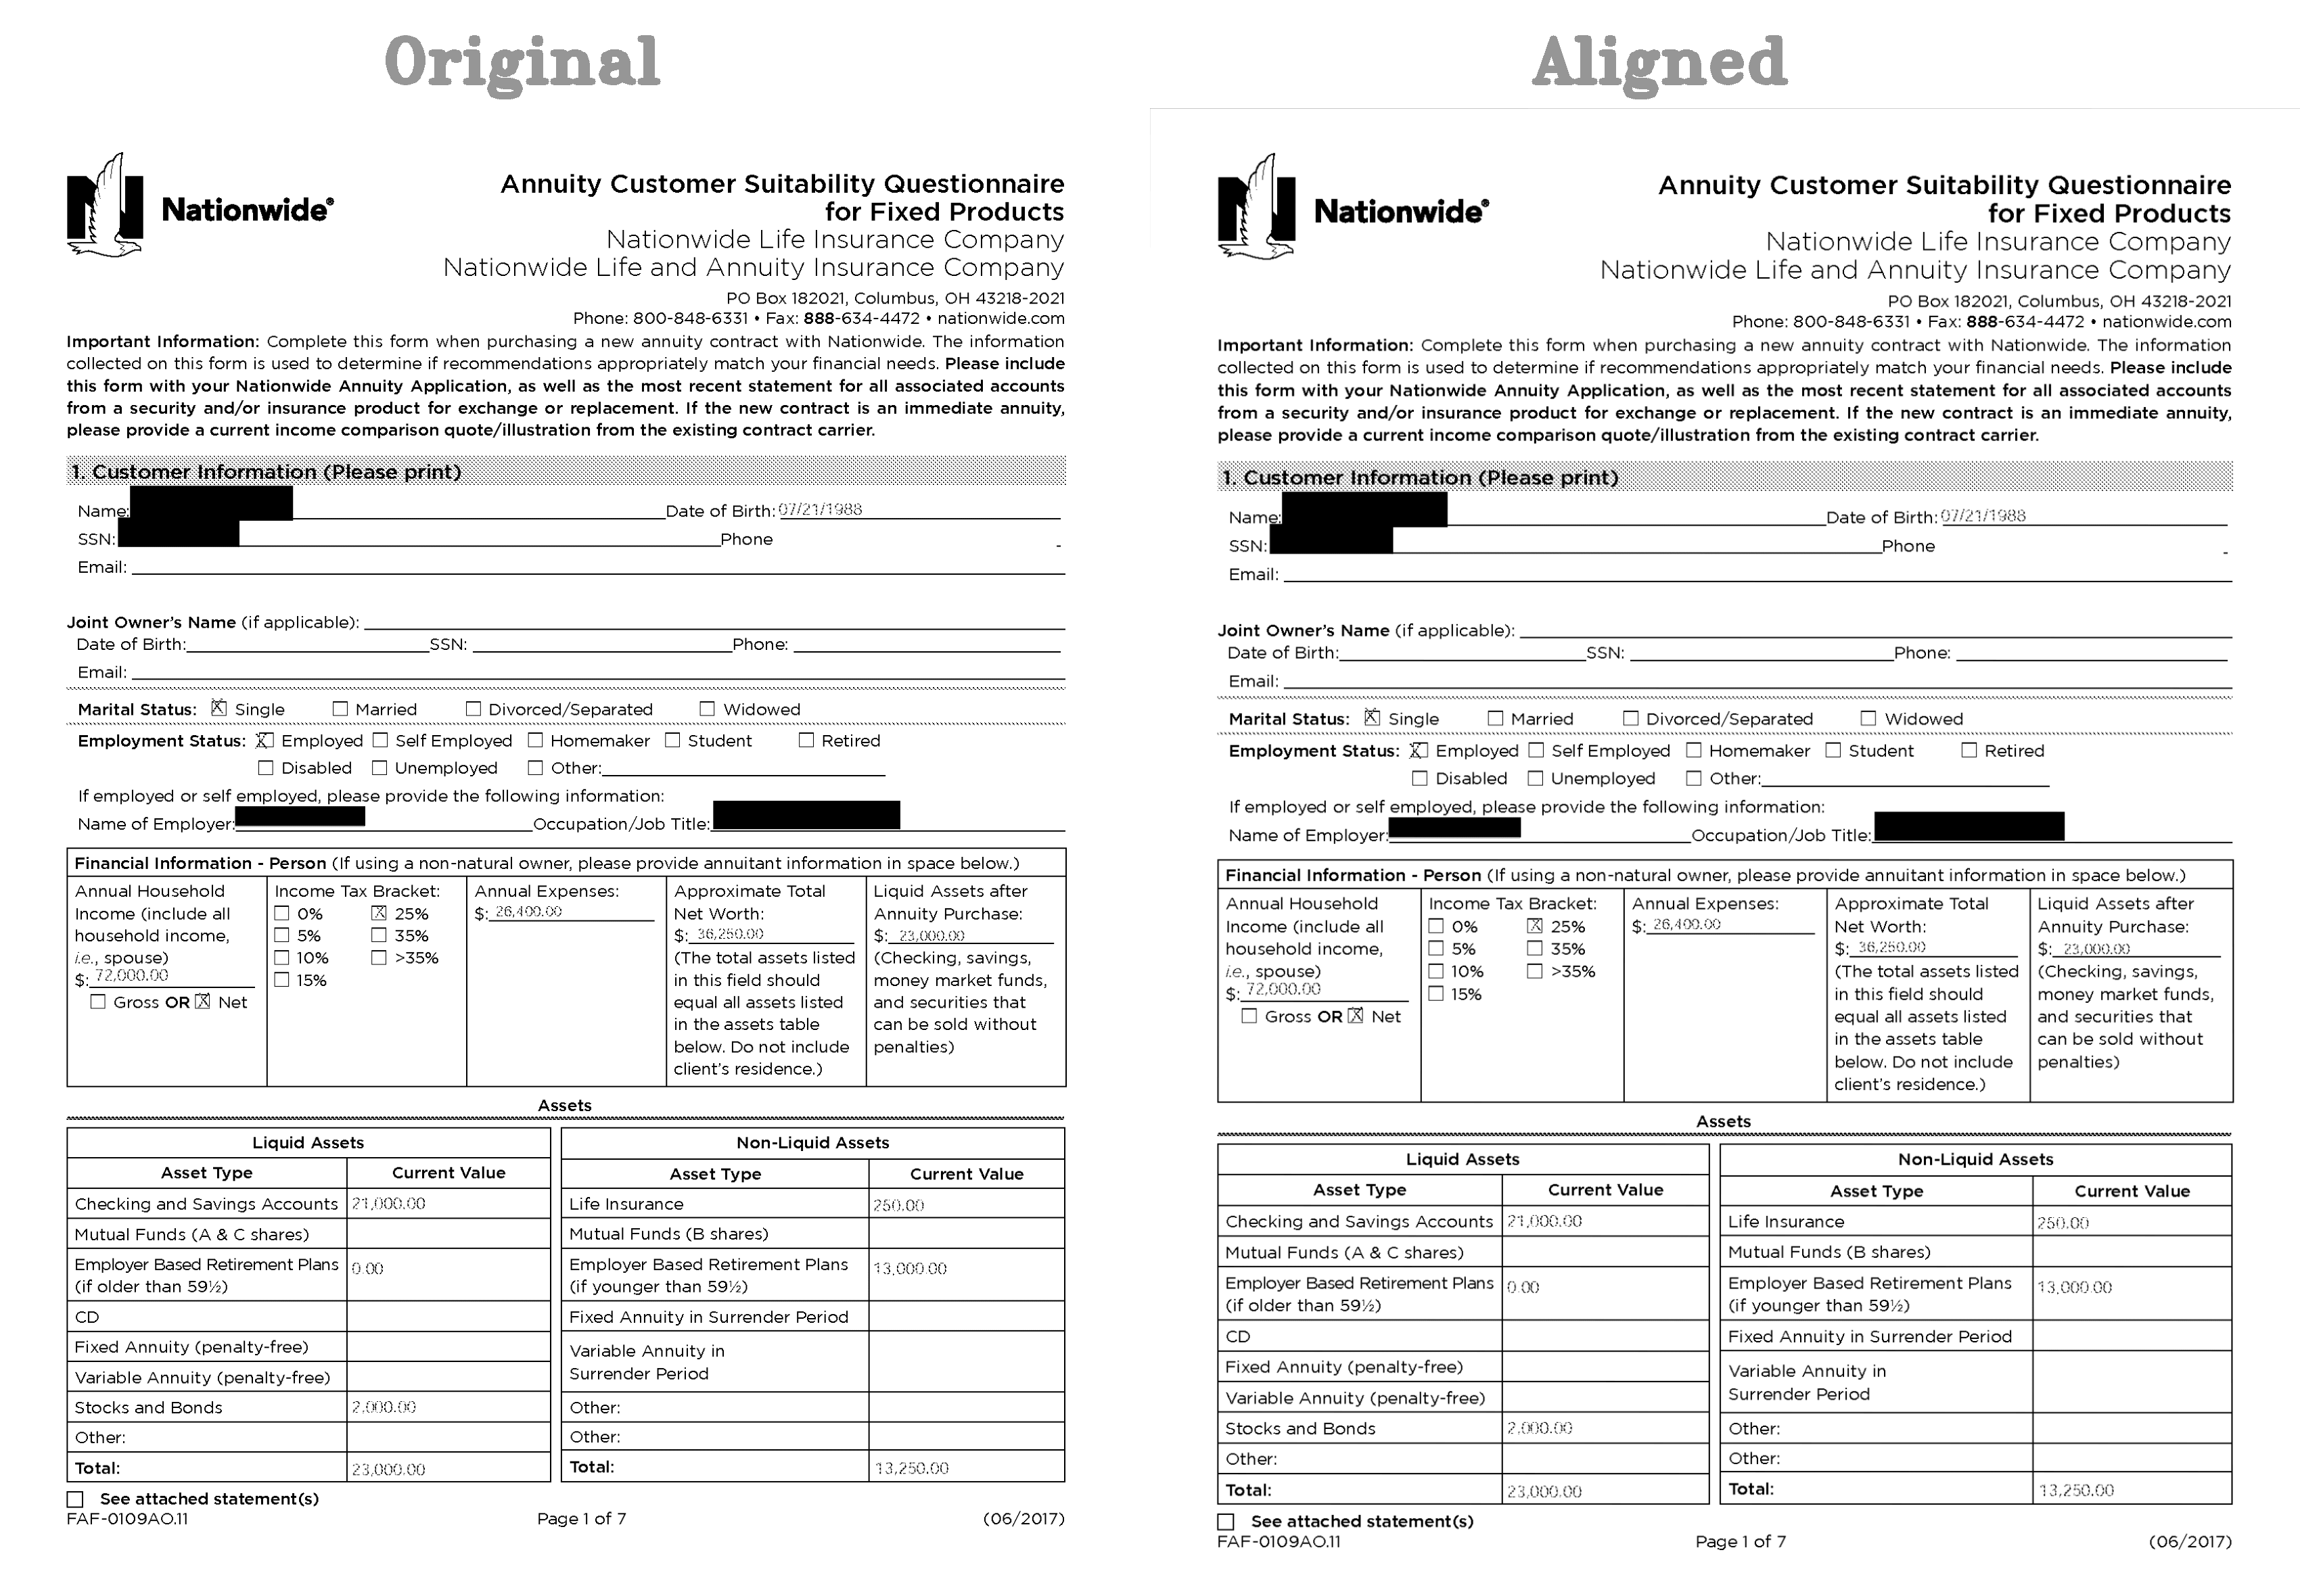 Original
Nationwide®
Annuity Customer Suitability Questionnaire
for Fixed Products
Nationwide Life Insurance Company
Nationwide Life and Annuity Insurance Company
PO Box 182021, Columbus, OH 43218-2021
Phone: 800-848-6331 • Fax: 888-634-4472 • nationwide.com
Important Information: Complete this form when purchasing a new annuity contract with Nationwide. The information
collected on this form is used to determine if recommendations appropriately match your financial needs. Please include
this form with your Nationwide Annuity Application, as well as the most recent statement for all associated accounts
from a security and/or insurance product for exchange or replacement. If the new contract is an immediate annuity,
please provide a current income comparison quote/illustration from the existing contract carrier.
1. Customer Information (Please print)
Name: Date of Birth: 07/21/1988
SSN: Phone -
Email:
Joint Owner's Name (if applicable):
Date of Birth: SSN: Phone:
Email:
Marital Status: X Single Married Divorced/Separated Widowed
Employment Status: X Employed Self Employed Homemaker Student Retired
Disabled Unemployed Other:
If employed or self employed, please provide the following information:
Name of Employer: Occupation/Job Title:
Financial Information - Person (If using a non-natural owner, please provide annuitant information in space below.)
Annual Household
Income (include all
household income,
i.e., spouse)
$: 72,000.00
Gross OR X Net
Income Tax Bracket:
0% X 25%
5% 35%
10% >35%
15%
Annual Expenses:
$: 26,400.00
Approximate Total
Net Worth:
$: 36,250.00
(The total assets listed
in this field should
equal all assets listed
in the assets table
below. Do not include
client's residence.)
Liquid Assets after
Annuity Purchase:
$: 23,000.00
(Checking, savings,
money market funds,
and securities that
can be sold without
penalties)
Assets
Liquid Assets
Asset Type Current Value
Checking and Savings Accounts 21,000.00
Mutual Funds (A & C shares)
Employer Based Retirement Plans 0.00
(if older than 59½)
CD
Fixed Annuity (penalty-free)
Variable Annuity (penalty-free)
Stocks and Bonds 2,000.00
Other:
Total: 23,000.00
Non-Liquid Assets
Asset Type Current Value
Life Insurance 250.00
Mutual Funds (B shares)
Employer Based Retirement Plans 13,000.00
(if younger than 59½)
Fixed Annuity in Surrender Period
Variable Annuity in
Surrender Period
Other:
Other:
Total: 13,250.00
See attached statement(s)
FAF-0109AO.11 Page 1 of 7 (06/2017)
Aligned
Nationwide®
Annuity Customer Suitability Questionnaire
for Fixed Products
Nationwide Life Insurance Company
Nationwide Life and Annuity Insurance Company
PO Box 182021, Columbus, OH 43218-2021
Phone: 800-848-6331 • Fax: 888-634-4472 • nationwide.com
Important Information: Complete this form when purchasing a new annuity contract with Nationwide. The information
collected on this form is used to determine if recommendations appropriately match your financial needs. Please include
this form with your Nationwide Annuity Application, as well as the most recent statement for all associated accounts
from a security and/or insurance product for exchange or replacement. If the new contract is an immediate annuity,
please provide a current income comparison quote/illustration from the existing contract carrier.
1. Customer Information (Please print)
Name: Date of Birth: 07/21/1988
SSN: Phone -
Email:
Joint Owner's Name (if applicable):
Date of Birth: SSN: Phone:
Email:
Marital Status: X Single Married Divorced/Separated Widowed
Employment Status: X Employed Self Employed Homemaker Student Retired
Disabled Unemployed Other:
If employed or self employed, please provide the following information:
Name of Employer: Occupation/Job Title:
Financial Information - Person (If using a non-natural owner, please provide annuitant information in space below.)
Annual Household
Income (include all
household income,
i.e., spouse)
$: 72,000.00
Gross OR X Net
Income Tax Bracket:
0% X 25%
5% 35%
10% >35%
15%
Annual Expenses:
$: 26,400.00
Approximate Total
Net Worth:
$: 36,250.00
(The total assets listed
in this field should
equal all assets listed
in the assets table
below. Do not include
client's residence.)
Liquid Assets after
Annuity Purchase:
$: 23,000.00
(Checking, savings,
money market funds,
and securities that
can be sold without
penalties)
Assets
Liquid Assets
Asset Type Current Value
Checking and Savings Accounts 21,000.00
Mutual Funds (A & C shares)
Employer Based Retirement Plans 0.00
(if older than 59½)
CD
Fixed Annuity (penalty-free)
Variable Annuity (penalty-free)
Stocks and Bonds 2,000.00
Other:
Total: 23,000.00
Non-Liquid Assets
Asset Type Current Value
Life Insurance 250.00
Mutual Funds (B shares)
Employer Based Retirement Plans 13,000.00
(if younger than 59½)
Fixed Annuity in Surrender Period
Variable Annuity in
Surrender Period
Other:
Other:
Total: 13,250.00
See attached statement(s)
FAF-0109AO.11 Page 1 of 7 (06/2017)